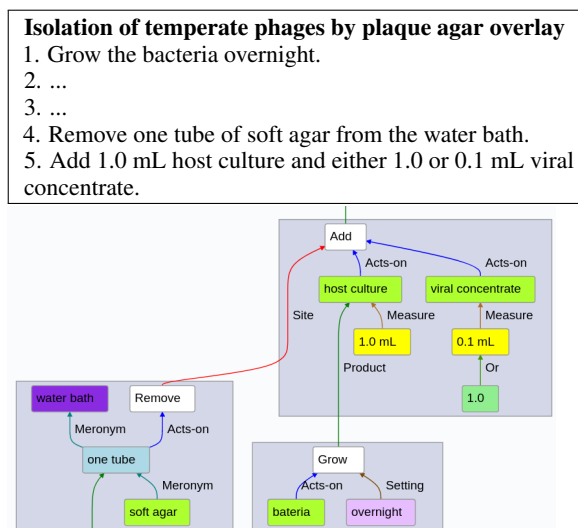 Isolation of temperate phages by plaque agar overlay
1. Grow the bacteria overnight.
2. ...
3. ...
4. Remove one tube of soft agar from the water bath.
5. Add 1.0 mL host culture and either 1.0 or 0.1 mL viral
concentrate.
Add
Acts-on Acts-on
host culture viral concentrate
Site Measure Measure
1.0 mL 0.1 mL
Product Or
water bath Remove 1.0
Meronym Acts-on
one tube Grow
Meronym Acts-on Setting
soft agar bateria overnight